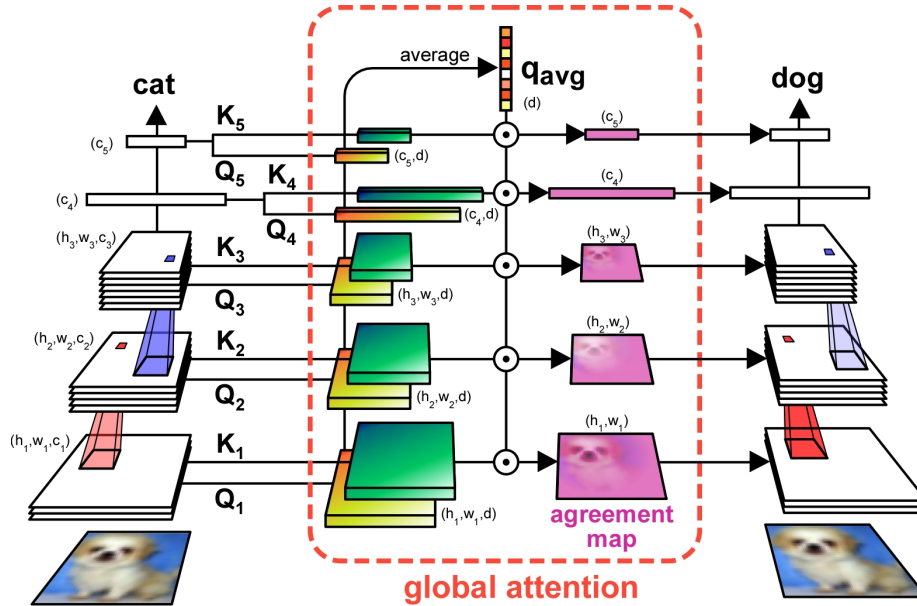 average
q_avg
(d)
cat
dog
K_5
(c_5)
(c_5)
Q_5
(c_5,d)
K_4
(c_4)
(c_4)
Q_4
(c_4,d)
(h_3,w_3,c_3)
K_3
(h_3,w_3)
Q_3
(h_3,w_3,d)
(h_2,w_2,c_2)
K_2
(h_2,w_2)
Q_2
(h_2,w_2,d)
(h_1,w_1,c_1)
K_1
(h_1,w_1)
Q_1
(h_1,w_1,d)
agreement
map
global attention